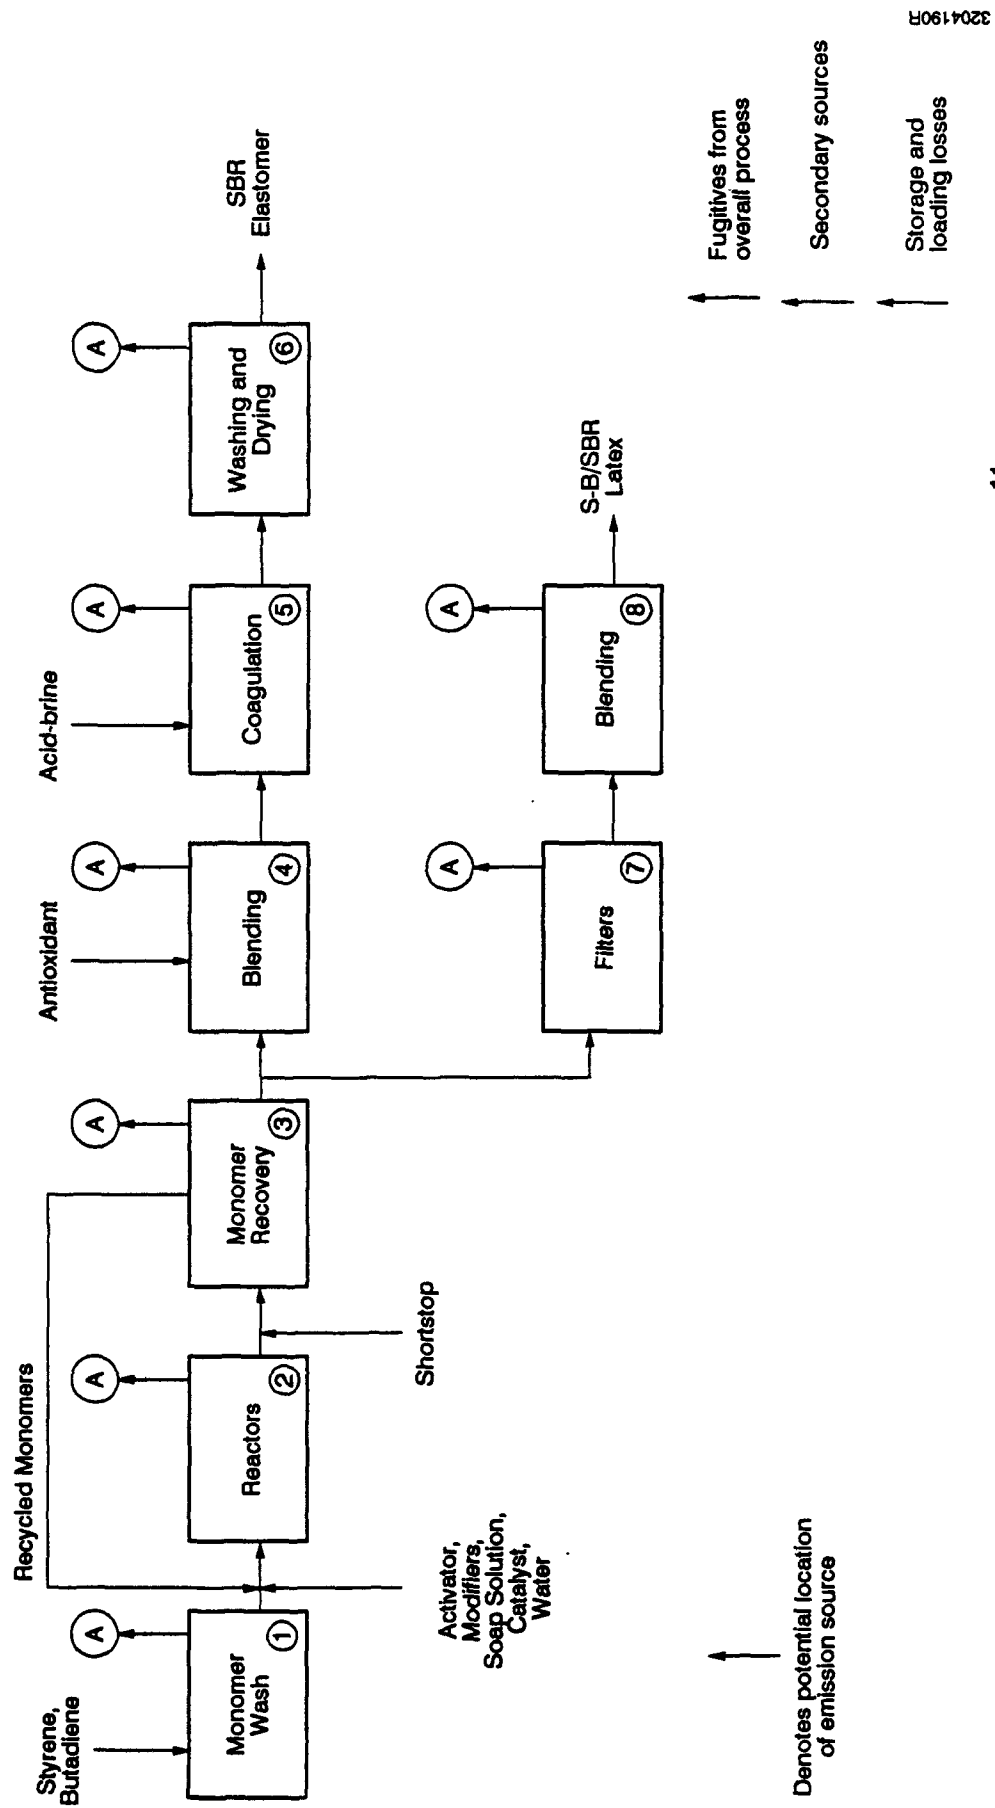 Styrene,
Butadiene
Recycled Monomers
Antioxidant
Acid-brine
A
A
A
A
A
A
Monomer
Wash
1
Reactors
2
Monomer
Recovery
3
Blending
4
Coagulation
5
Washing and
Drying
6
SBR
Elastomer
Activator,
Modifiers,
Soap Solution,
Catalyst,
Water
Shortstop
A
A
Filters
7
Blending
8
S-B/SBR
Latex
Denotes potential location
of emission source
Fugitives from
overall process
Secondary sources
Storage and
loading losses
3204190R